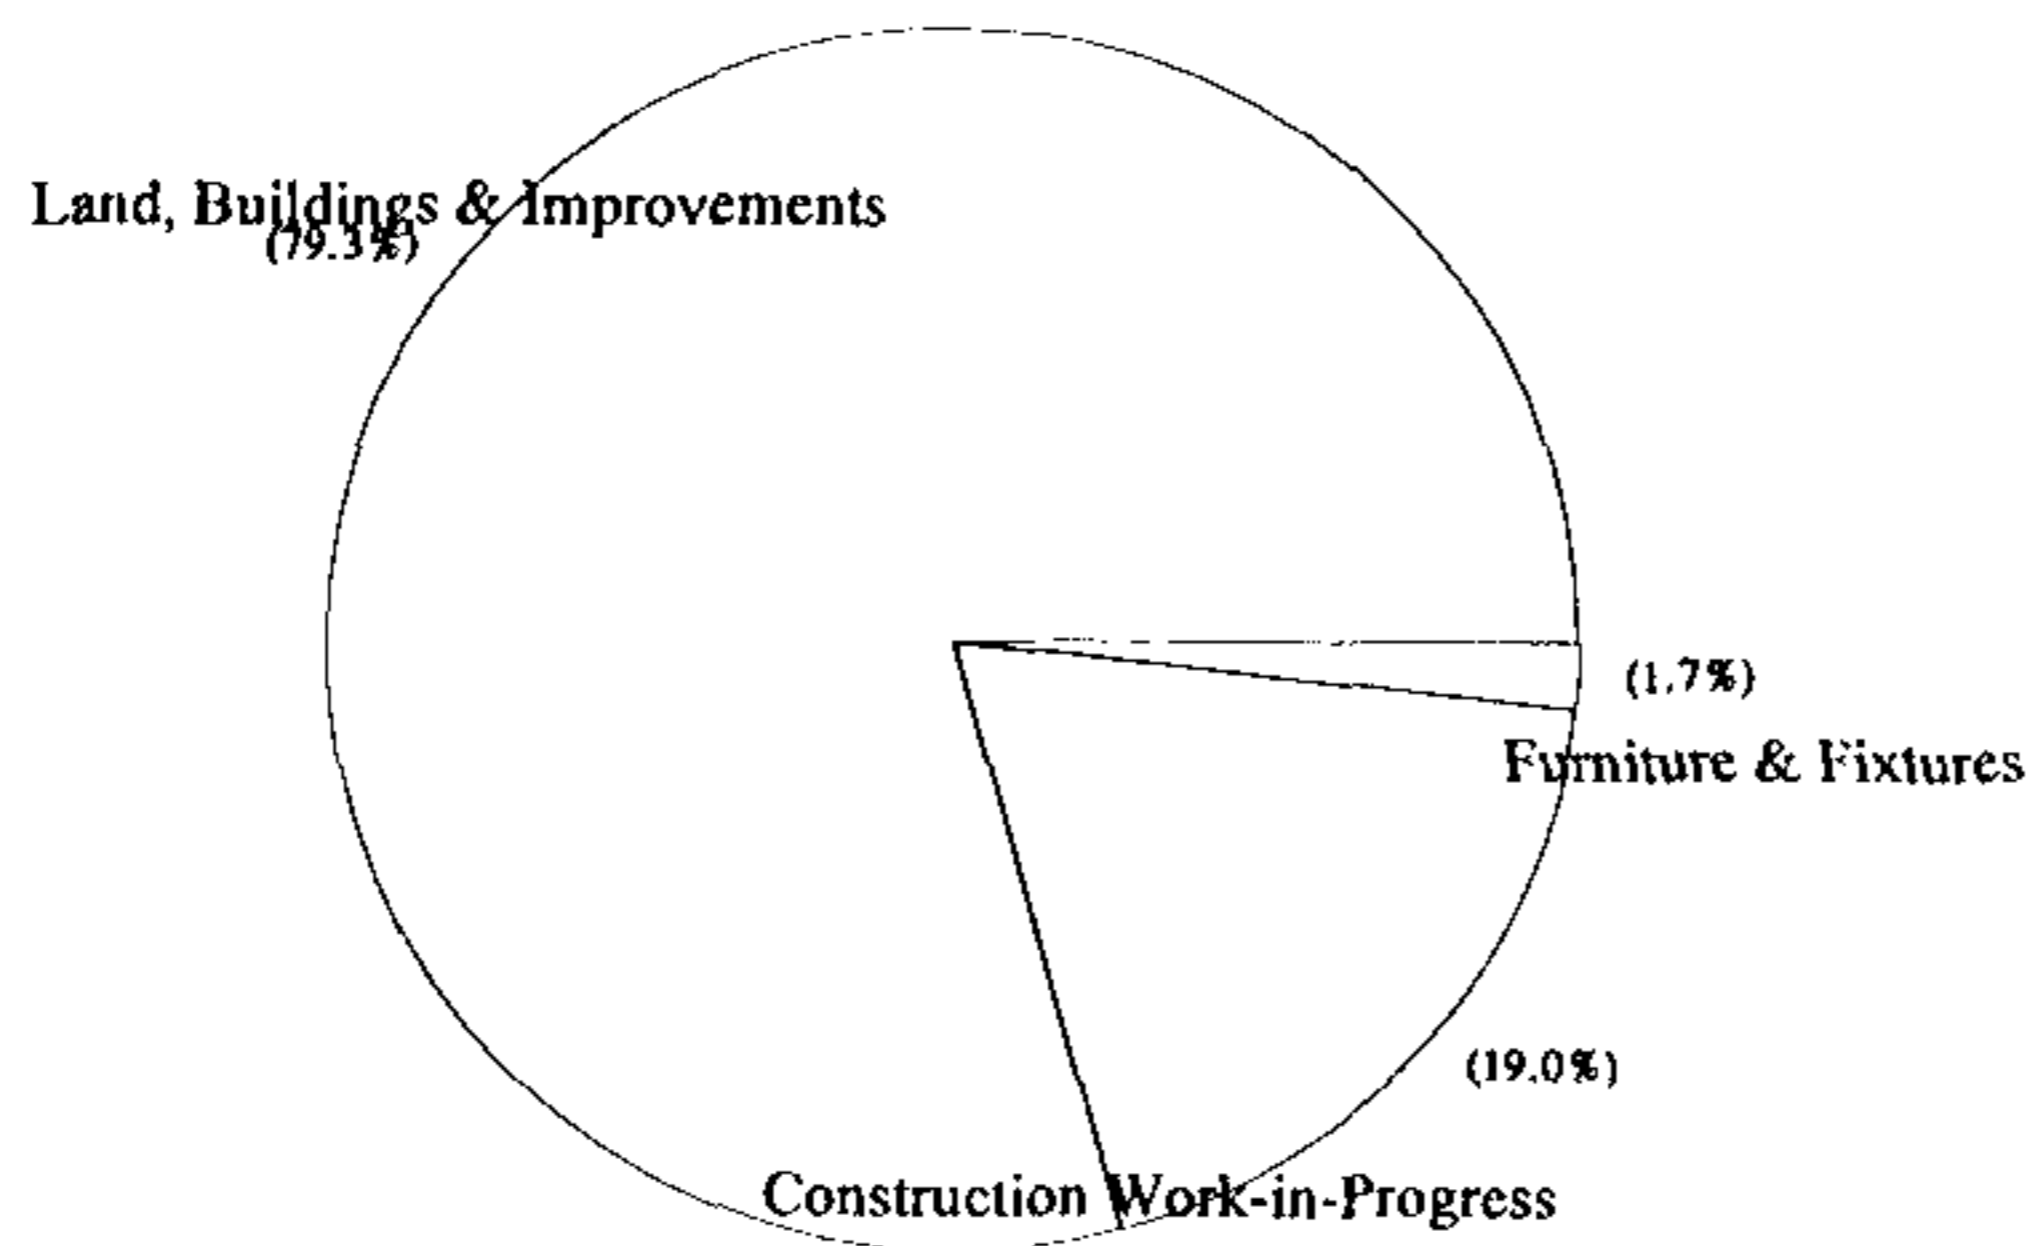 Land, Buildings & Improvements
(79.3%)
(1.7%)
Furniture & Fixtures
(19.0%)
Construction Work-in-Progress